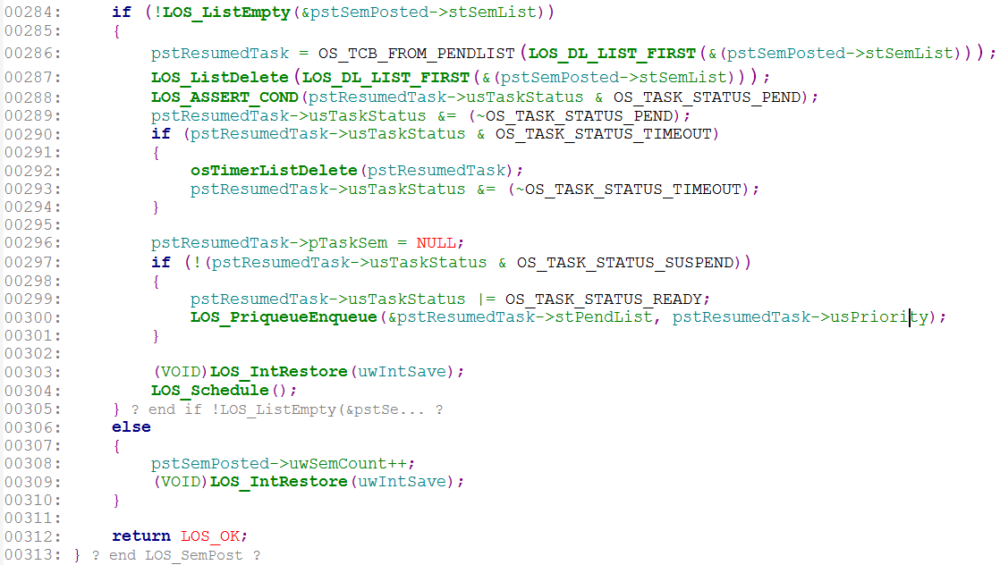 00284:     if (!LOS_ListEmpty(&pstSemPosted->stSemList))
00285:     {
00286:         pstResumedTask = OS_TCB_FROM_PENDLIST(LOS_DL_LIST_FIRST(&(pstSemPosted->stSemList)));
00287:         LOS_ListDelete(LOS_DL_LIST_FIRST(&(pstSemPosted->stSemList)));
00288:         LOS_ASSERT_COND(pstResumedTask->usTaskStatus & OS_TASK_STATUS_PEND);
00289:         pstResumedTask->usTaskStatus &= (~OS_TASK_STATUS_PEND);
00290:         if (pstResumedTask->usTaskStatus & OS_TASK_STATUS_TIMEOUT)
00291:         {
00292:             osTimerListDelete(pstResumedTask);
00293:             pstResumedTask->usTaskStatus &= (~OS_TASK_STATUS_TIMEOUT);
00294:         }
00295:
00296:         pstResumedTask->pTaskSem = NULL;
00297:         if (!(pstResumedTask->usTaskStatus & OS_TASK_STATUS_SUSPEND))
00298:         {
00299:             pstResumedTask->usTaskStatus |= OS_TASK_STATUS_READY;
00300:             LOS_PriqueueEnqueue(&pstResumedTask->stPendList, pstResumedTask->usPriority);
00301:         }
00302:
00303:         (VOID)LOS_IntRestore(uwIntSave);
00304:         LOS_Schedule();
00305:     } ? end if !LOS_ListEmpty(&pstSe... ?
00306:     else
00307:     {
00308:         pstSemPosted->uwSemCount++;
00309:         (VOID)LOS_IntRestore(uwIntSave);
00310:     }
00311:
00312:     return LOS_OK;
00313: } ? end LOS_SemPost ?